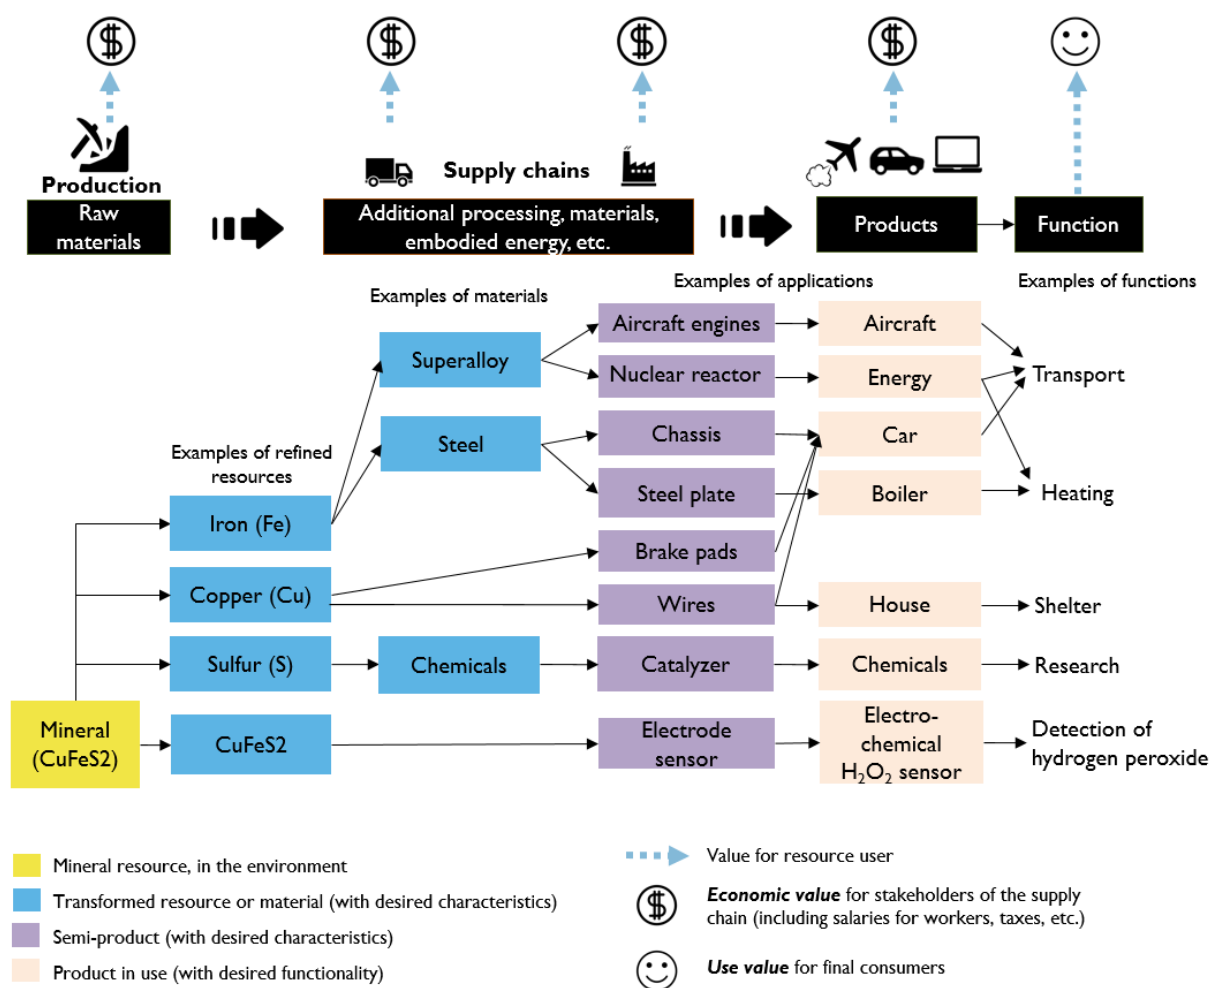 Production
Supply chains
Raw
materials
Additional processing, materials,
embodied energy, etc.
Products
Function
Examples of materials
Examples of applications
Examples of functions
Superalloy
Aircraft engines
Aircraft
Nuclear reactor
Energy
Transport
Examples of refined
resources
Steel
Chassis
Car
Steel plate
Boiler
Heating
Iron (Fe)
Brake pads
Copper (Cu)
Wires
House
Shelter
Sulfur (S)
Chemicals
Catalyzer
Chemicals
Research
Mineral
(CuFeS2)
CuFeS2
Electrode
sensor
Electro-
chemical
H₂O₂ sensor
Detection of
hydrogen peroxide
Mineral resource, in the environment
Transformed resource or material (with desired characteristics)
Semi-product (with desired characteristics)
Product in use (with desired functionality)
Value for resource user
$
Economic value for stakeholders of the supply
chain (including salaries for workers, taxes, etc.)
Use value for final consumers